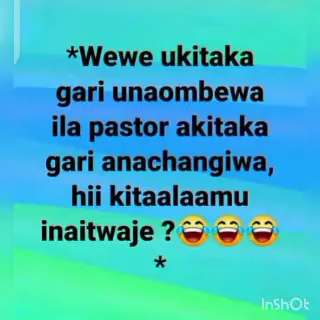 *Wewe ukitaka
gari unaombewa
ila pastor akitaka
gari anachangiwa,
hii kitaalaamu
inaitwaje ?😂😂😂
*
InShOt